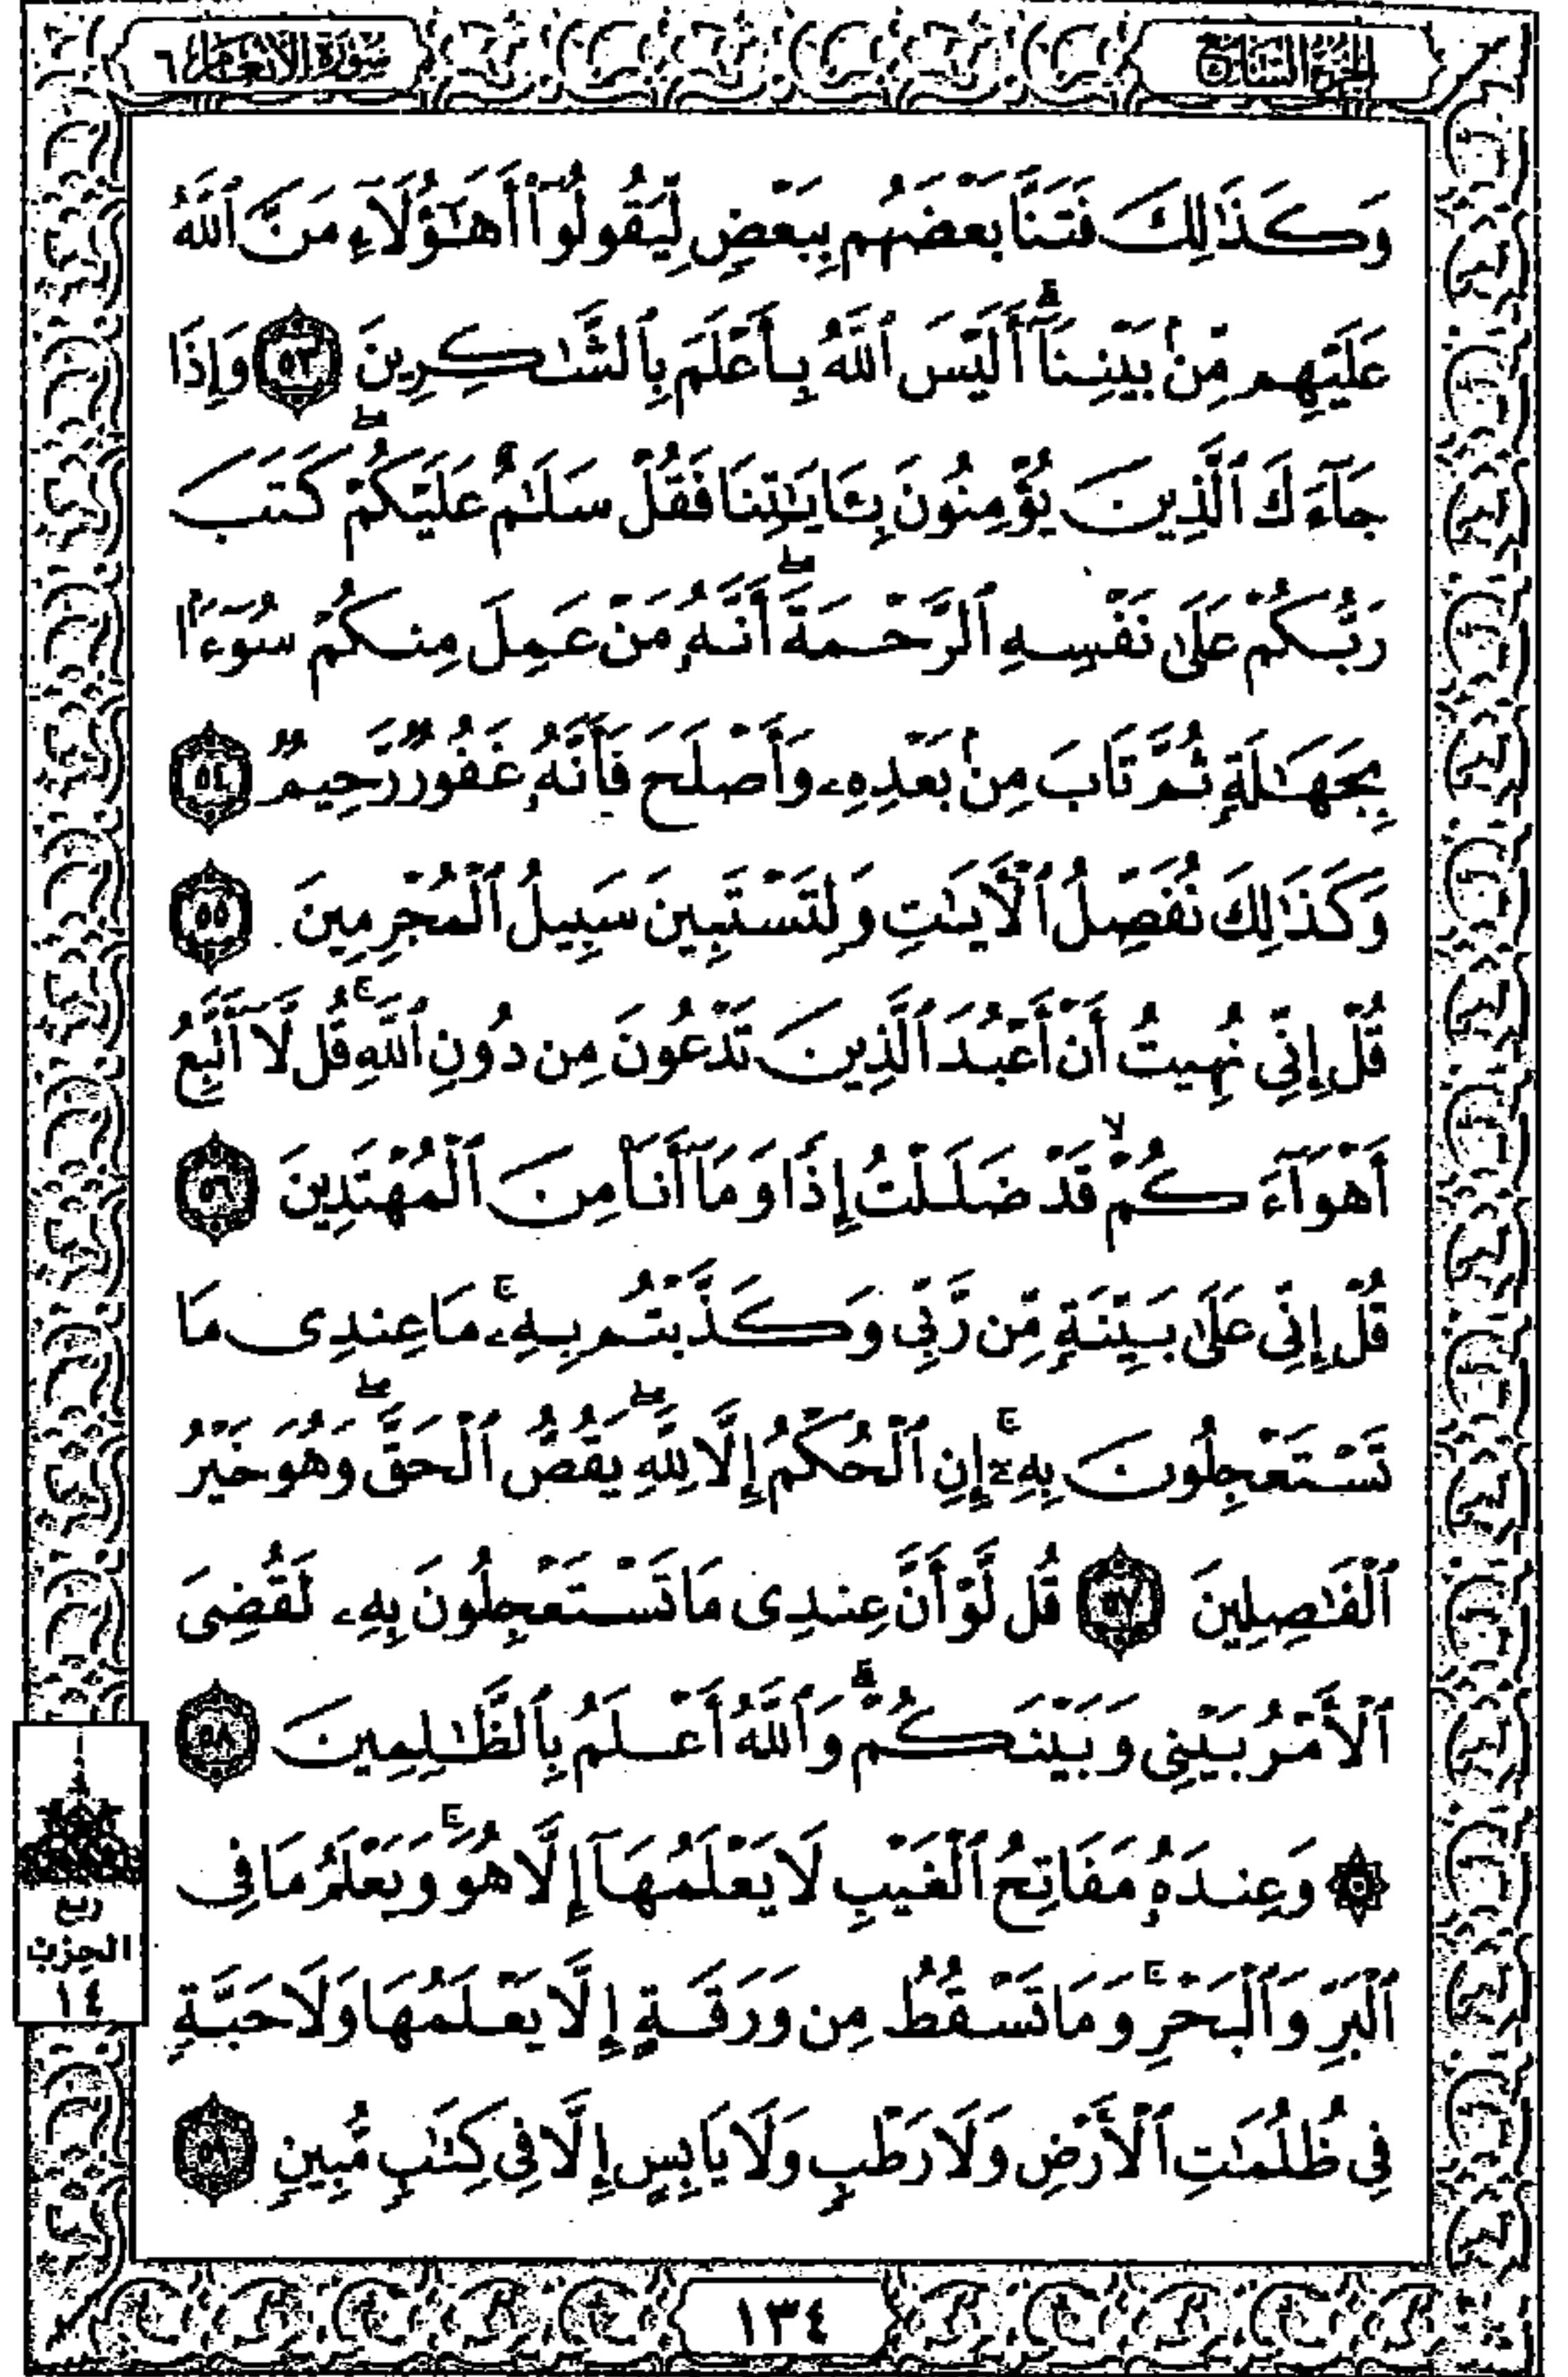 الجزء السابع
سورة الأنعام ٦
وَكَذَٰلِكَ فَتَنَّا بَعْضَهُم بِبَعْضٍ لِّيَقُولُوٓا۟ أَهَٰٓؤُلَآءِ مَنَّ ٱللَّهُ
عَلَيْهِم مِّنۢ بَيْنِنَآ ۗ أَلَيْسَ ٱللَّهُ بِأَعْلَمَ بِٱلشَّٰكِرِينَ ٥٣ وَإِذَا
جَآءَكَ ٱلَّذِينَ يُؤْمِنُونَ بِـَٔايَٰتِنَا فَقُلْ سَلَٰمٌ عَلَيْكُمْ ۖ كَتَبَ
رَبُّكُمْ عَلَىٰ نَفْسِهِ ٱلرَّحْمَةَ ۖ أَنَّهُۥ مَنْ عَمِلَ مِنكُمْ سُوٓءًۢا
بِجَهَٰلَةٍ ثُمَّ تَابَ مِنۢ بَعْدِهِۦ وَأَصْلَحَ فَأَنَّهُۥ غَفُورٌ رَّحِيمٌ ٥٤
وَكَذَٰلِكَ نُفَصِّلُ ٱلْأَيَٰتِ وَلِتَسْتَبِينَ سَبِيلُ ٱلْمُجْرِمِينَ ٥٥
قُلْ إِنِّى نُهِيتُ أَنْ أَعْبُدَ ٱلَّذِينَ تَدْعُونَ مِن دُونِ ٱللَّهِ ۚ قُل لَّآ أَتَّبِعُ
أَهْوَآءَكُمْ ۙ قَدْ ضَلَلْتُ إِذًا وَمَآ أَنَا۠ مِنَ ٱلْمُهْتَدِينَ ٥٦
قُلْ إِنِّى عَلَىٰ بَيِّنَةٍ مِّن رَّبِّى وَكَذَّبْتُم بِهِۦ ۚ مَا عِندِى مَا
تَسْتَعْجِلُونَ بِهِۦٓ ۚ إِنِ ٱلْحُكْمُ إِلَّا لِلَّهِ ۖ يَقُصُّ ٱلْحَقَّ ۖ وَهُوَ خَيْرُ
ٱلْفَٰصِلِينَ ٥٧ قُل لَّوْ أَنَّ عِندِى مَا تَسْتَعْجِلُونَ بِهِۦ لَقُضِىَ
ٱلْأَمْرُ بَيْنِى وَبَيْنَكُمْ ۗ وَٱللَّهُ أَعْلَمُ بِٱلظَّٰلِمِينَ ٥٨
۞ وَعِندَهُۥ مَفَاتِحُ ٱلْغَيْبِ لَا يَعْلَمُهَآ إِلَّا هُوَ ۚ وَيَعْلَمُ مَا فِى
ٱلْبَرِّ وَٱلْبَحْرِ ۚ وَمَا تَسْقُطُ مِن وَرَقَةٍ إِلَّا يَعْلَمُهَا وَلَا حَبَّةٍ
فِى ظُلُمَٰتِ ٱلْأَرْضِ وَلَا رَطْبٍ وَلَا يَابِسٍ إِلَّا فِى كِتَٰبٍ مُّبِينٍ ٥٩
ربع
الحزب
١٤
١٣٤